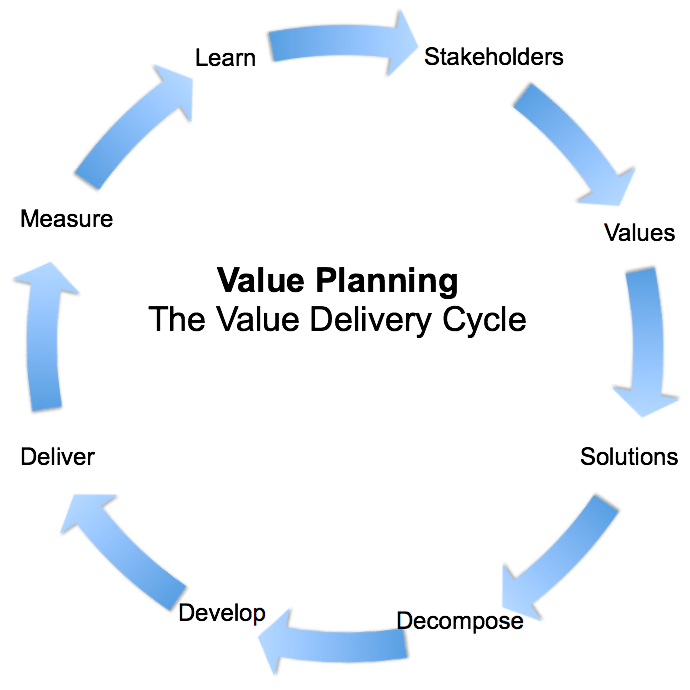 Learn
Stakeholders
Values
Solutions
Decompose
Develop
Deliver
Measure
Value Planning
The Value Delivery Cycle